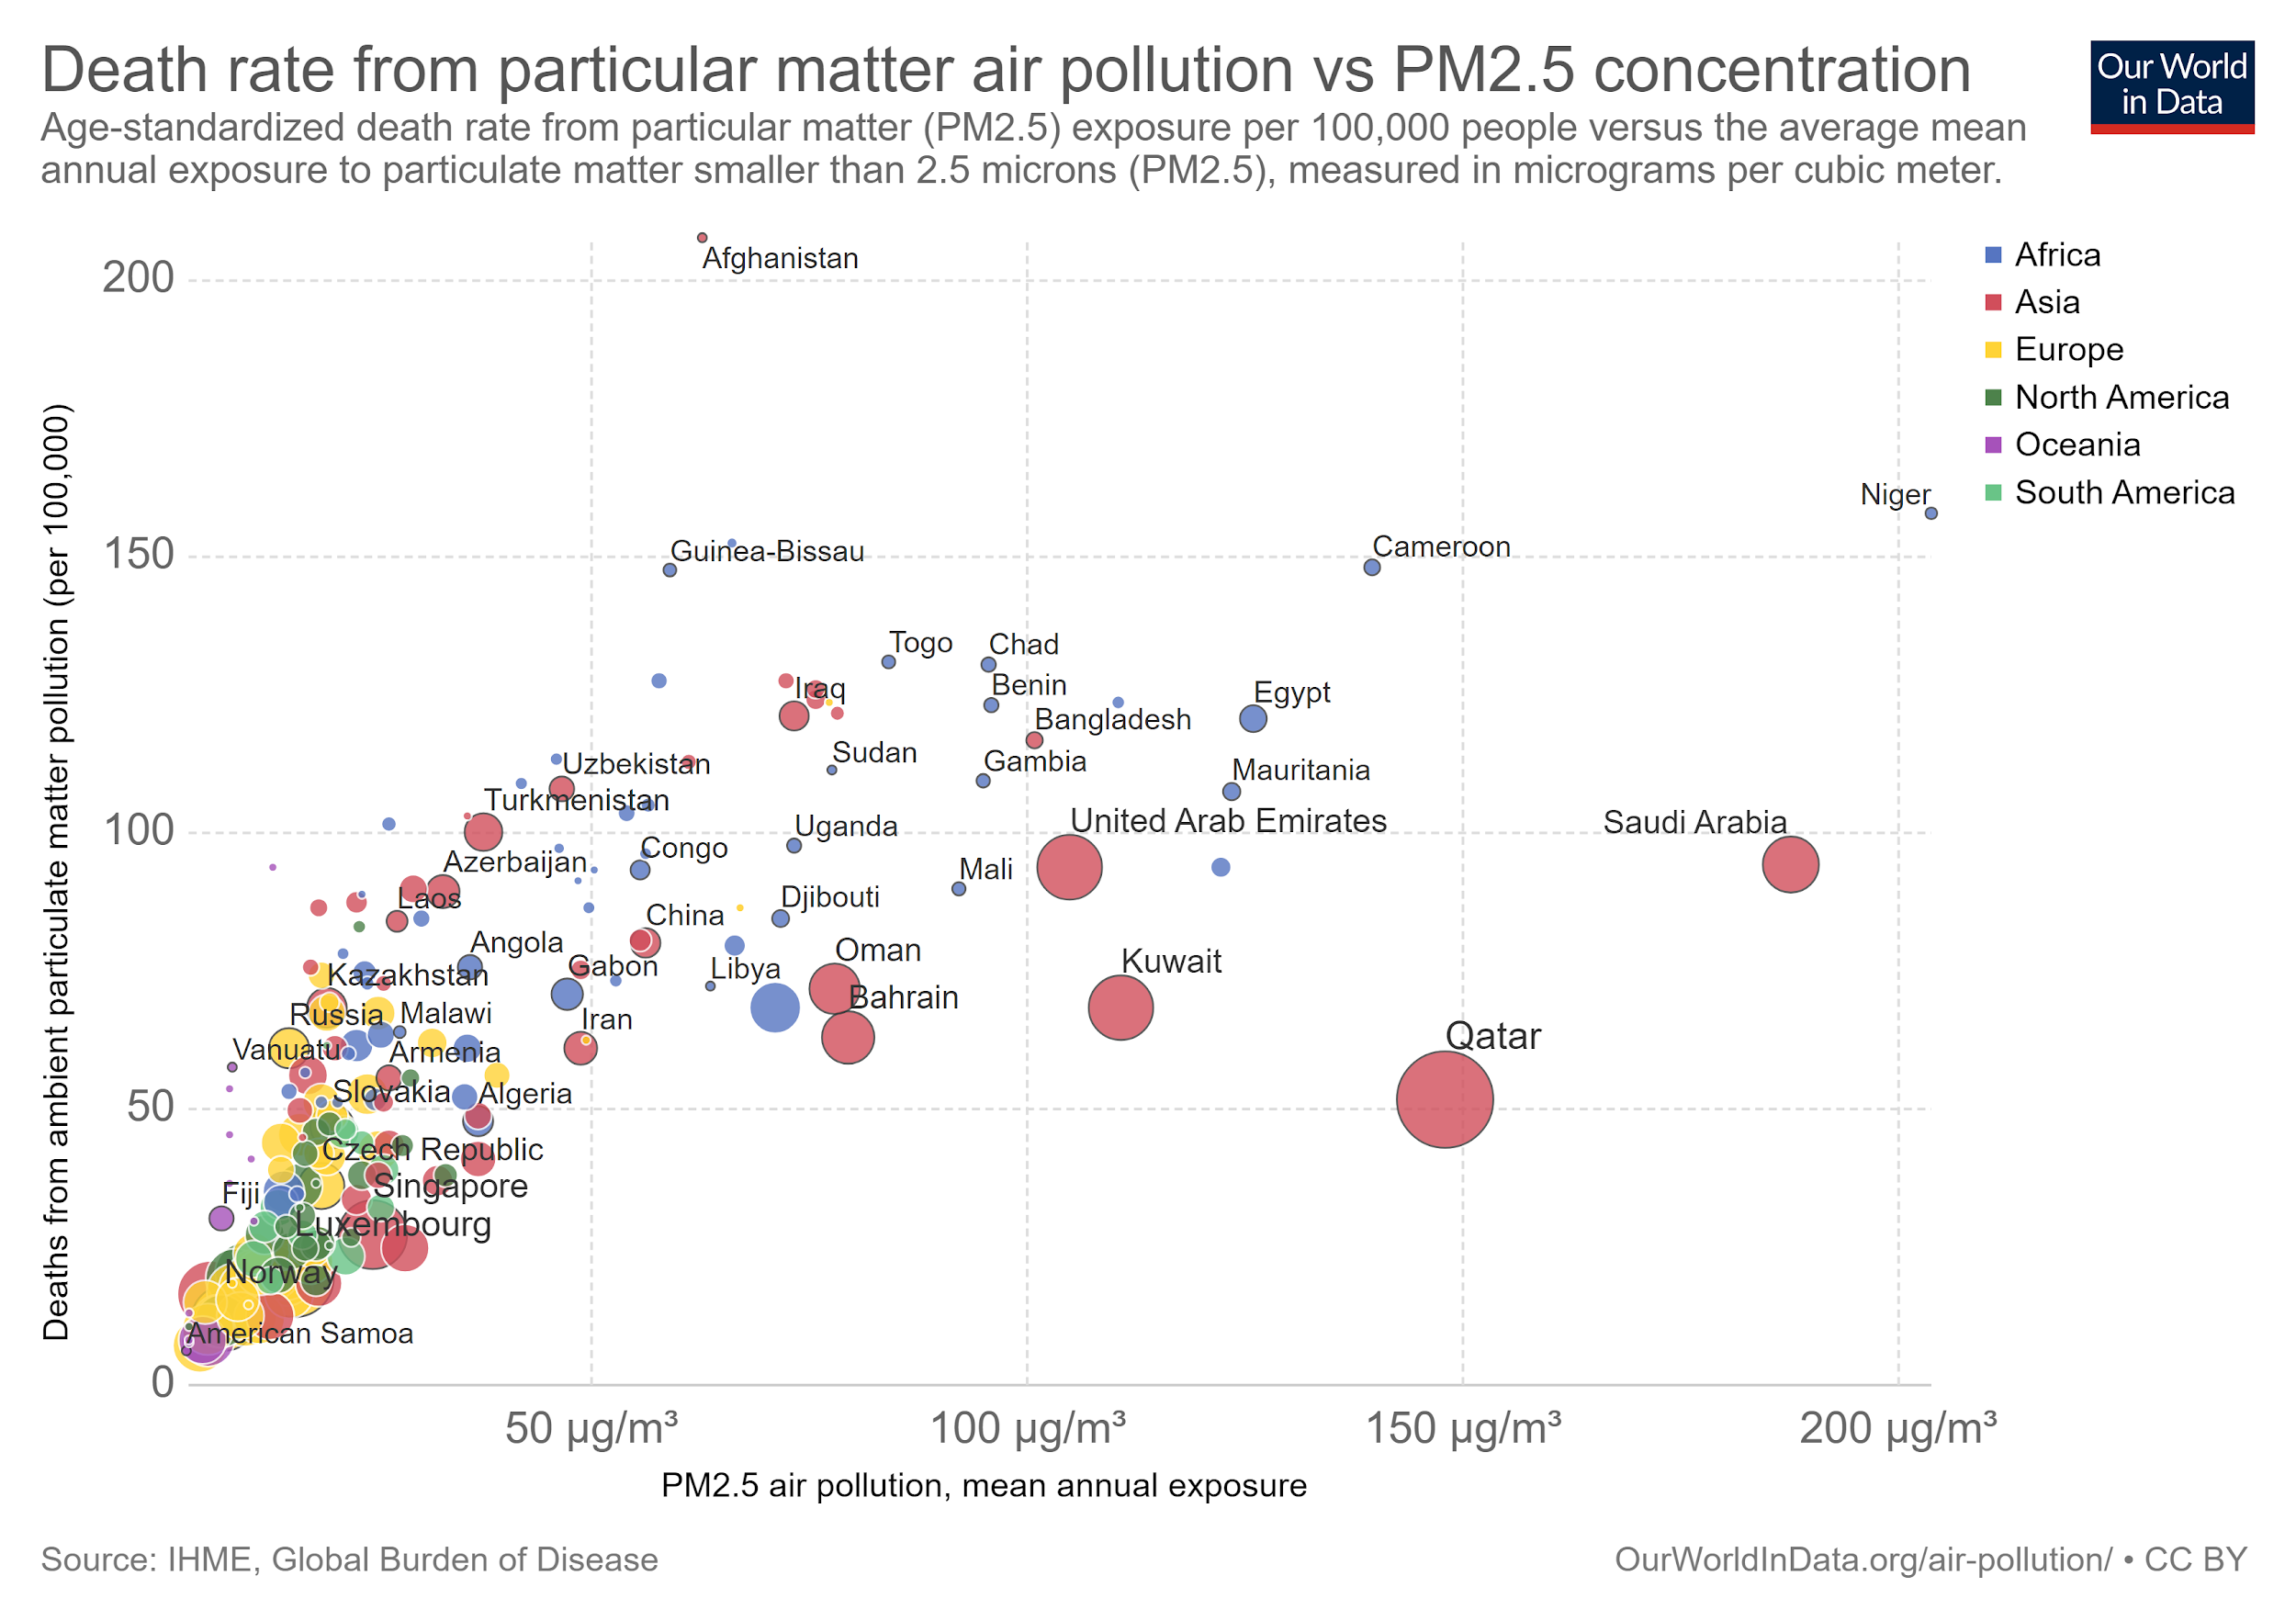 Death rate from particular matter air pollution vs PM2.5 concentration
Our World
in Data
Age-standardized death rate from particular matter (PM2.5) exposure per 100,000 people versus the average mean
annual exposure to particulate matter smaller than 2.5 microns (PM2.5), measured in micrograms per cubic meter.
Africa
Asia
Europe
North America
Oceania
South America
Deaths from ambient particulate matter pollution (per 100,000)
200
150
100
50
0
Afghanistan
Niger
Guinea-Bissau
Cameroon
Togo
Chad
Iraq
Benin
Egypt
Bangladesh
Sudan
Gambia
Uzbekistan
Mauritania
Turkmenistan
Uganda
United Arab Emirates
Saudi Arabia
Congo
Azerbaijan
Mali
Laos
Djibouti
China
Angola
Oman
Kuwait
Kazakhstan
Gabon
Libya
Bahrain
Russia
Malawi
Iran
Qatar
Vanuatu
Armenia
Slovakia
Algeria
Czech Republic
Fiji
Singapore
Luxembourg
Norway
American Samoa
50 µg/m³
100 µg/m³
150 µg/m³
200 µg/m³
PM2.5 air pollution, mean annual exposure
Source: IHME, Global Burden of Disease
OurWorldInData.org/air-pollution/ • CC BY